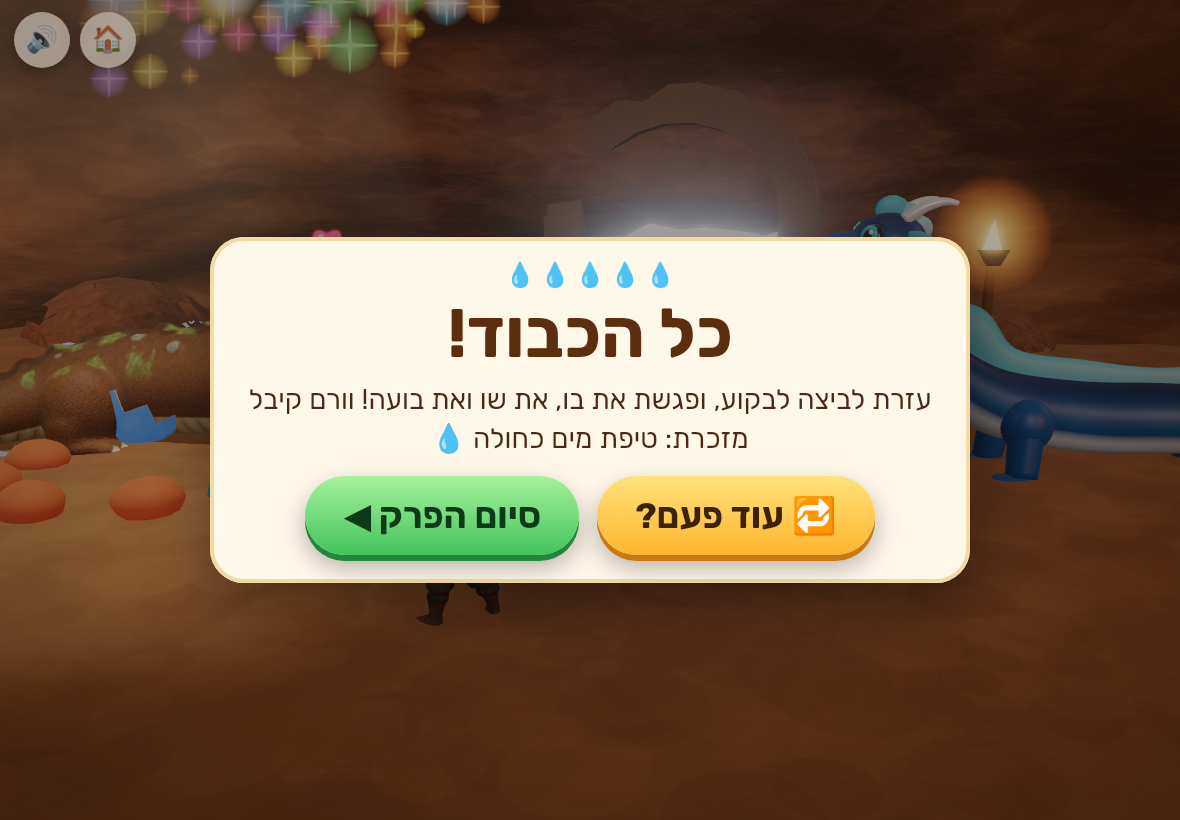 כל הכבוד!
עזרת לביצה לבקוע, ופגשת את בו, את שו ואת בועה! וורם קיבל
מזכרת: טיפת מים כחולה 💧
🔁 עוד פעם?
סיום הפרק ◀